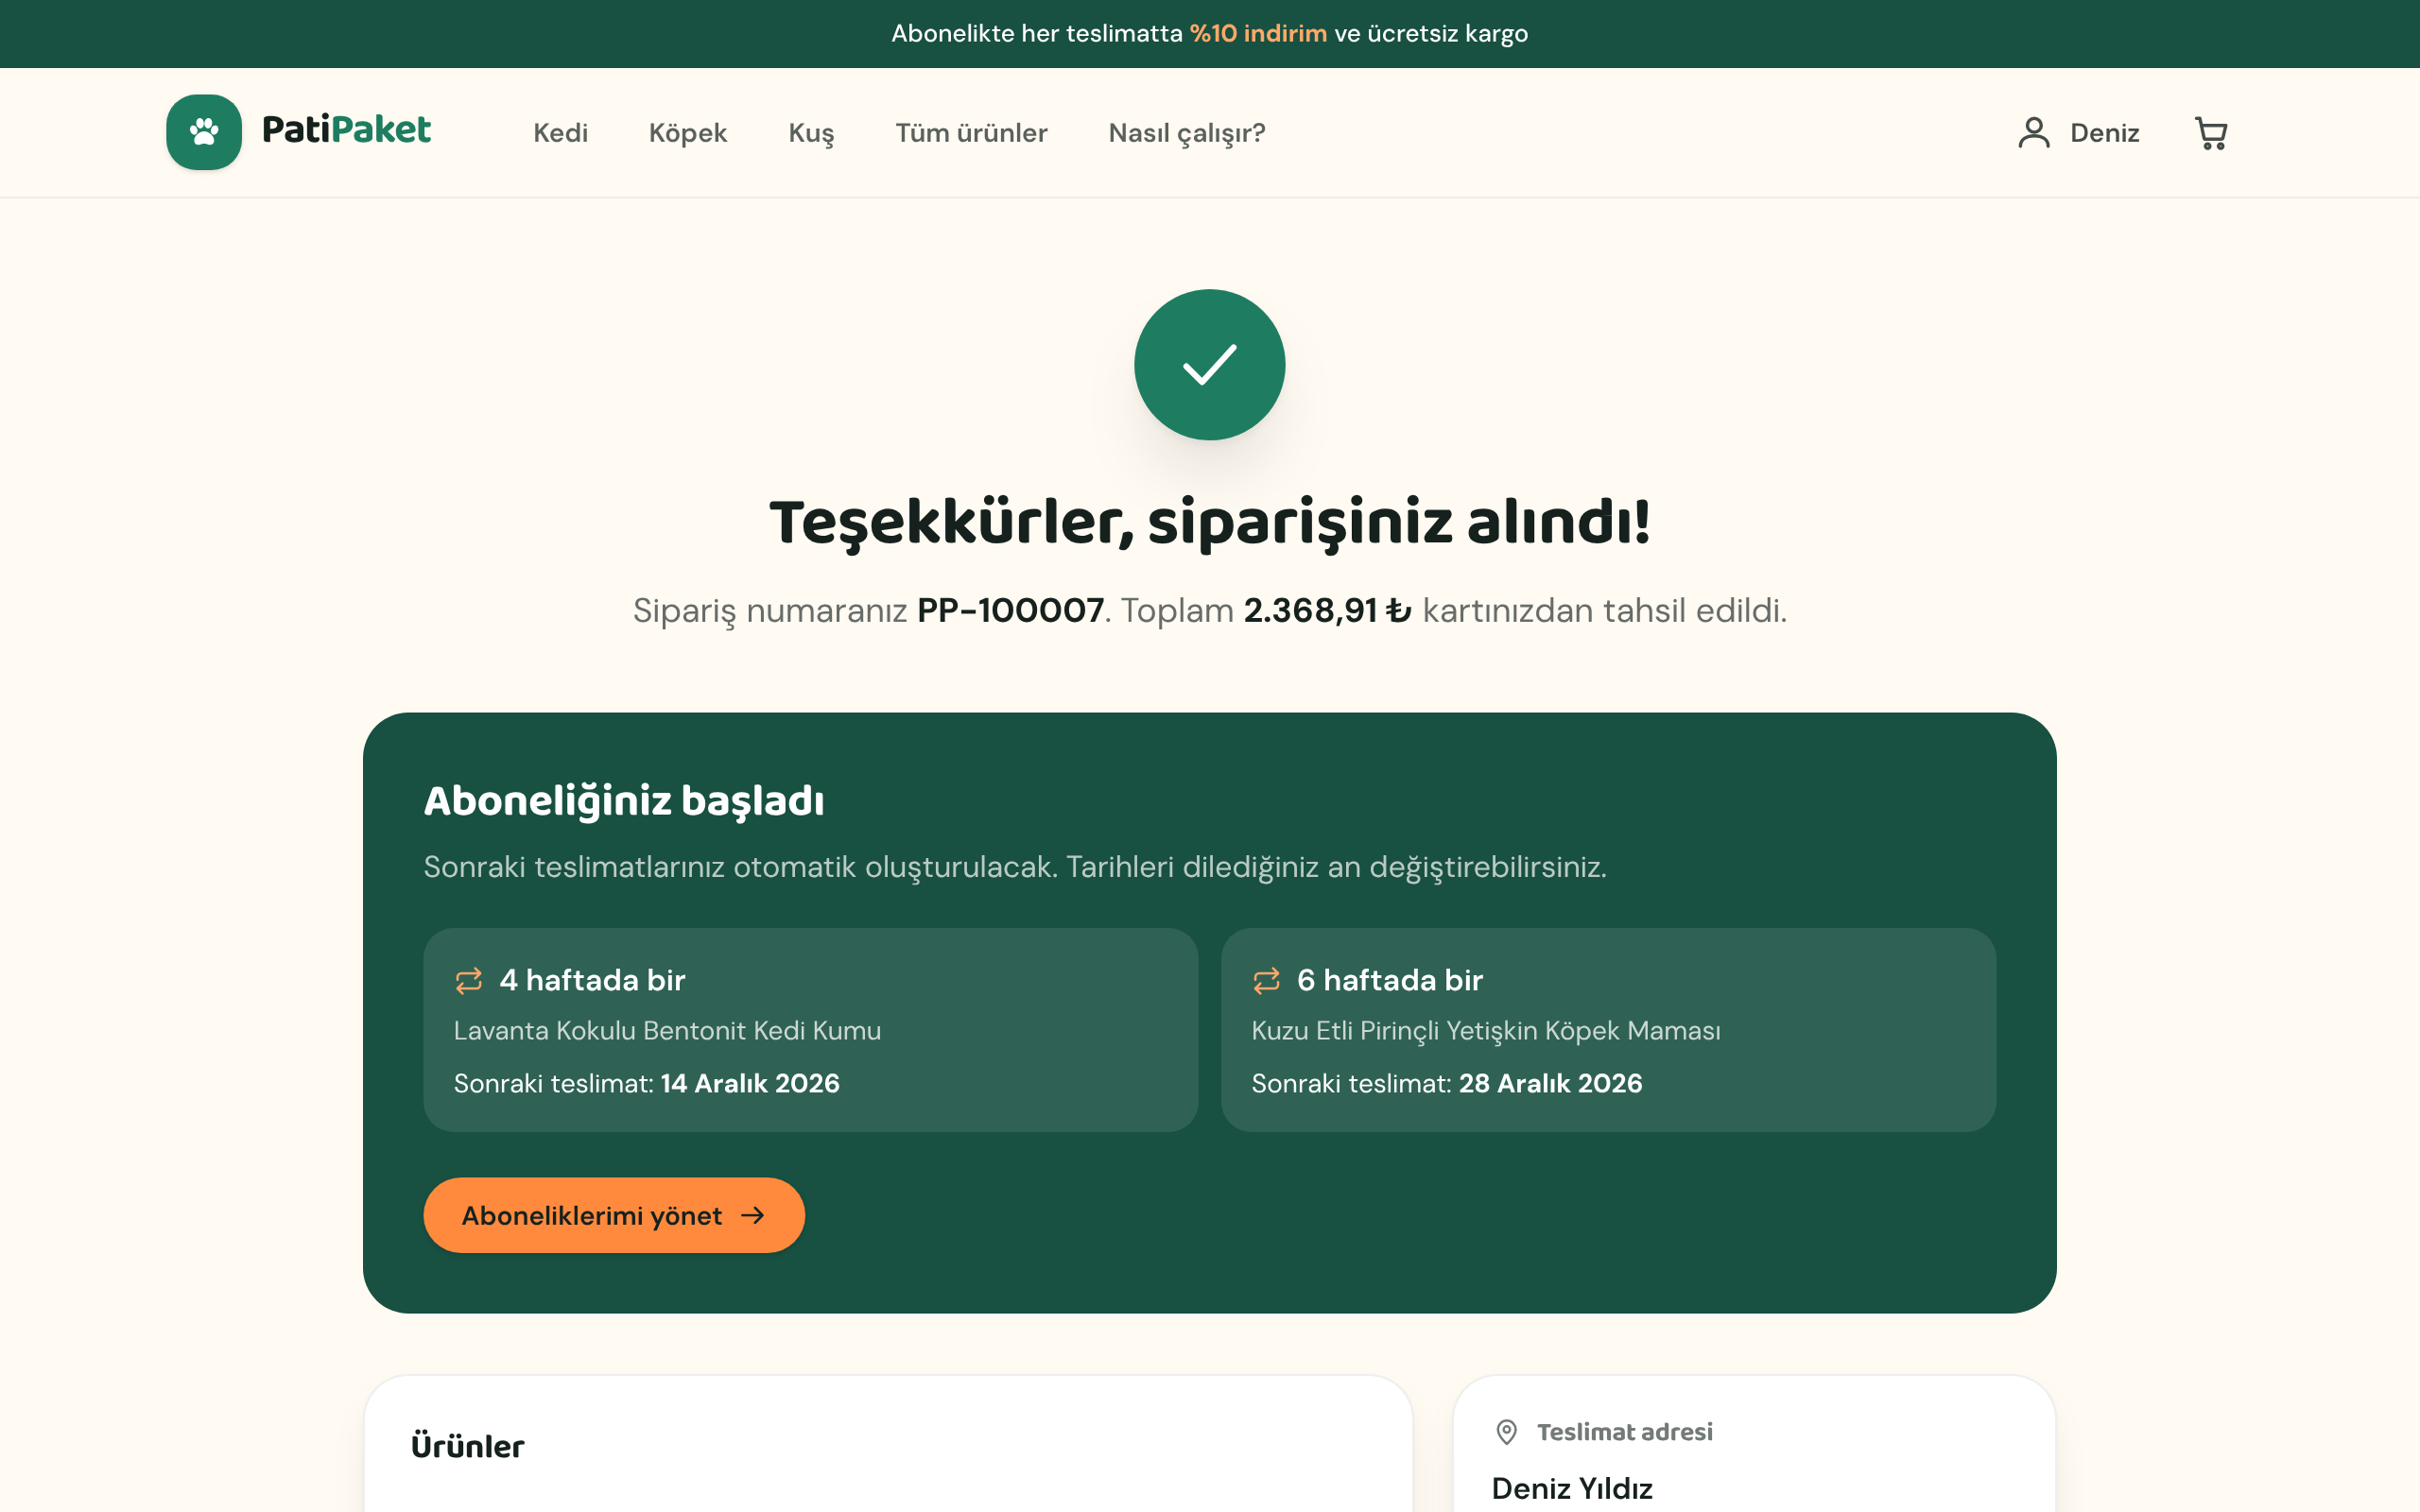 Abonelikte her teslimatta %10 indirim ve ücretsiz kargo
PatiPaket
Kedi
Köpek
Kuş
Tüm ürünler
Nasıl çalışır?
Deniz
Teşekkürler, siparişiniz alındı!
Sipariş numaranız PP-100007. Toplam 2.368,91 ₺ kartınızdan tahsil edildi.
Aboneliğiniz başladı
Sonraki teslimatlarınız otomatik oluşturulacak. Tarihleri dilediğiniz an değiştirebilirsiniz.
4 haftada bir
Lavanta Kokulu Bentonit Kedi Kumu
Sonraki teslimat: 14 Aralık 2026
6 haftada bir
Kuzu Etli Pirinçli Yetişkin Köpek Maması
Sonraki teslimat: 28 Aralık 2026
Aboneliklerimi yönet
Ürünler
Teslimat adresi
Deniz Yıldız